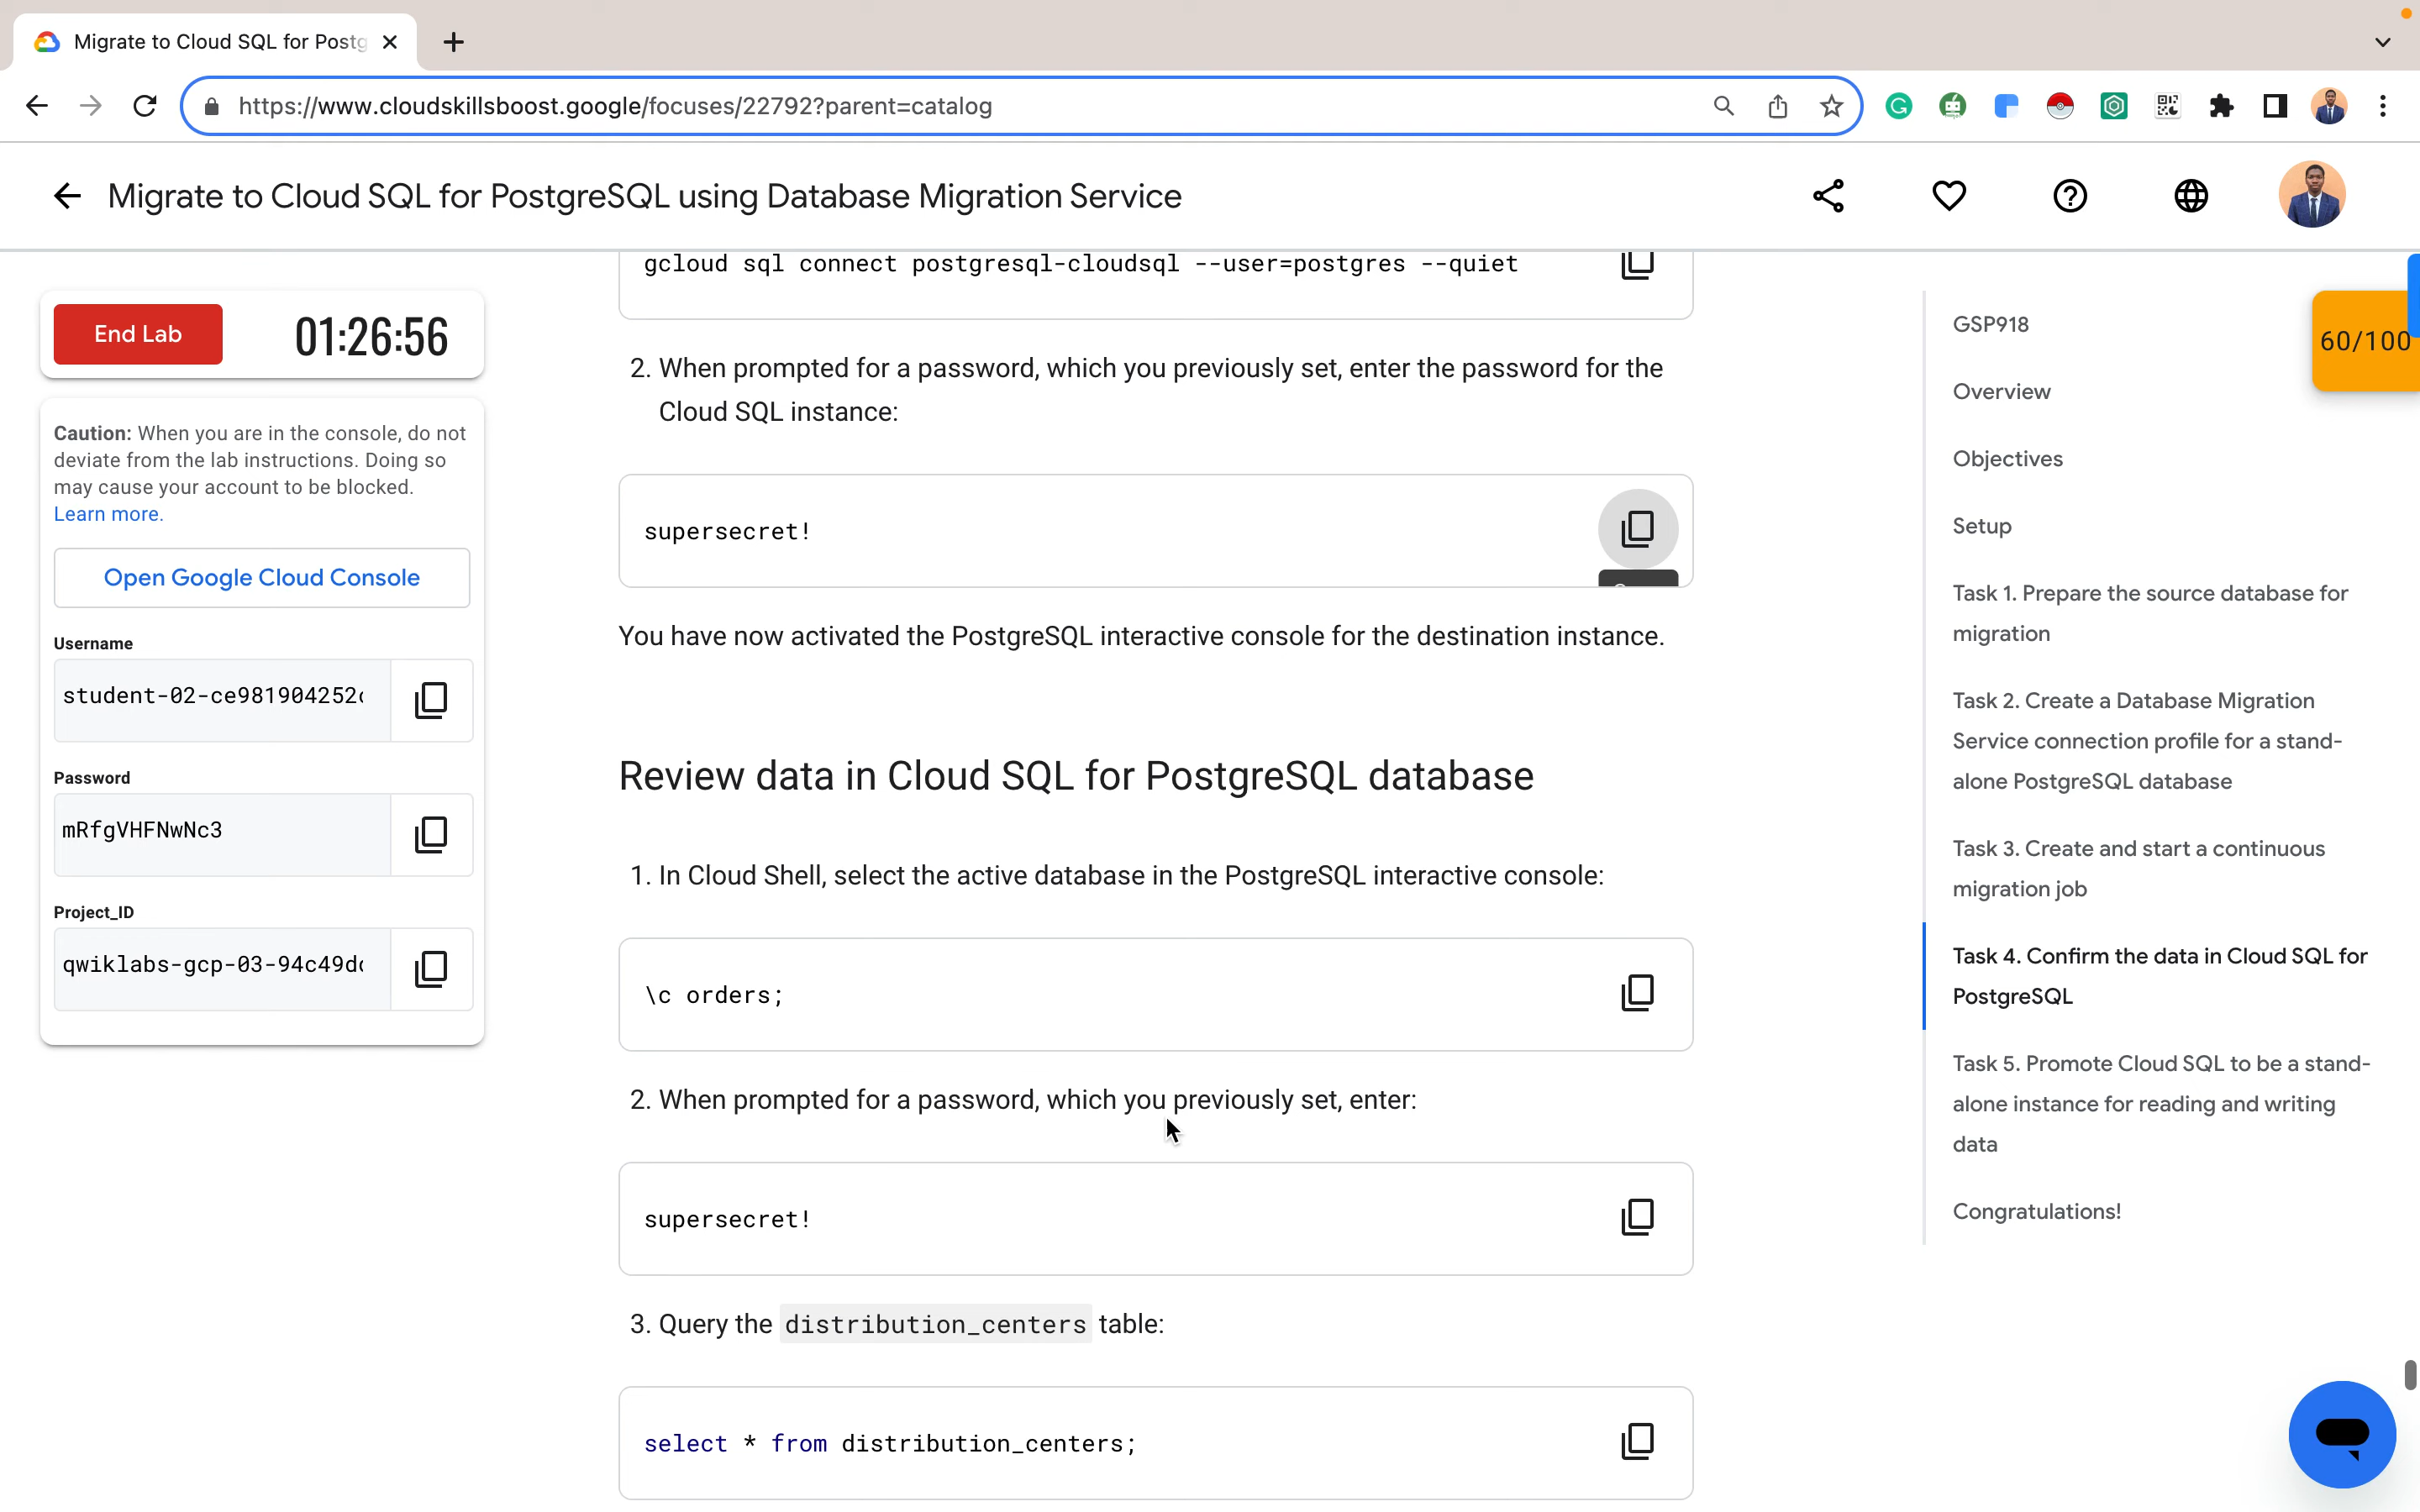 Migrate to Cloud SQL for Postg
https://www.cloudskillsboost.google/focuses/22792?parent=catalog
Migrate to Cloud SQL for PostgreSQL using Database Migration Service
End Lab
01:26:56
Caution: When you are in the console, do not
deviate from the lab instructions. Doing so
may cause your account to be blocked.
Learn more.
Open Google Cloud Console
Username
student-02-ce981904252
Password
mRfgVHFNwNc3
Project_ID
qwiklabs-gcp-03-94c49d
gcloud sql connect postgresql-cloudsql --user=postgres --quiet
2. When prompted for a password, which you previously set, enter the password for the
Cloud SQL instance:
supersecret!
You have now activated the PostgreSQL interactive console for the destination instance.
Review data in Cloud SQL for PostgreSQL database
1. In Cloud Shell, select the active database in the PostgreSQL interactive console:
\c orders;
2. When prompted for a password, which you previously set, enter:
supersecret!
3. Query the distribution_centers table:
select * from distribution_centers;
GSP918
Overview
Objectives
Setup
Task 1. Prepare the source database for
migration
Task 2. Create a Database Migration
Service connection profile for a stand-
alone PostgreSQL database
Task 3. Create and start a continuous
migration job
Task 4. Confirm the data in Cloud SQL for
PostgreSQL
Task 5. Promote Cloud SQL to be a stand-
alone instance for reading and writing
data
Congratulations!
60/100